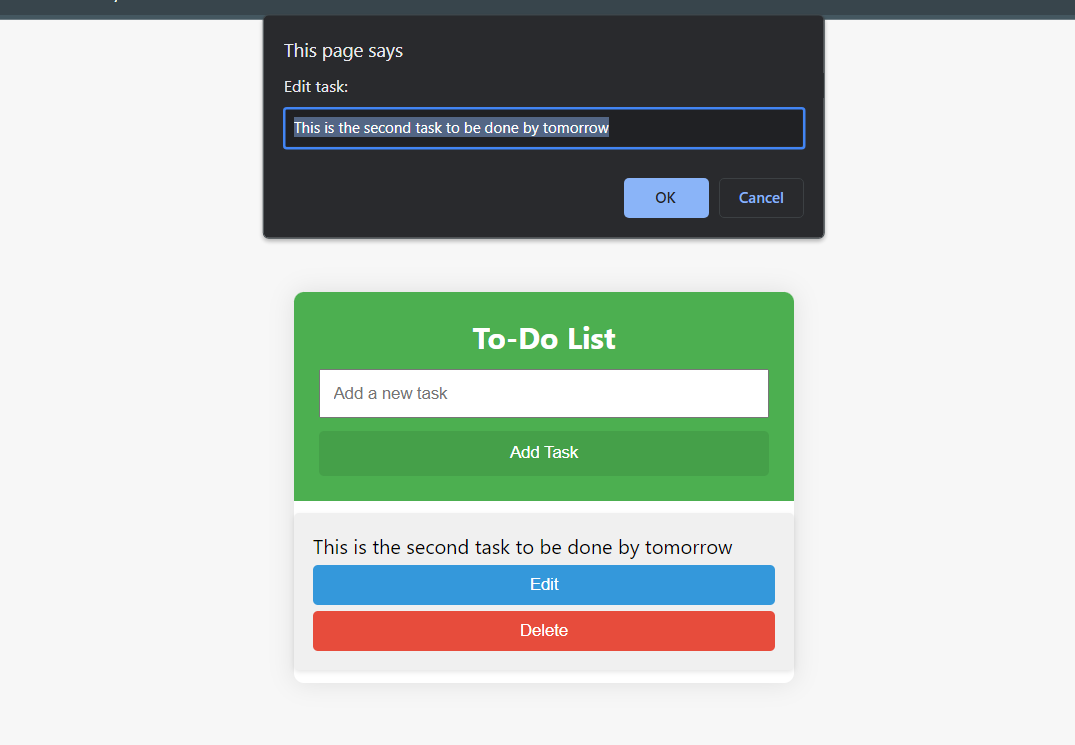 This page says
Edit task:
This is the second task to be done by tomorrow
OK
Cancel
To-Do List
Add a new task
Add Task
This is the second task to be done by tomorrow
Edit
Delete